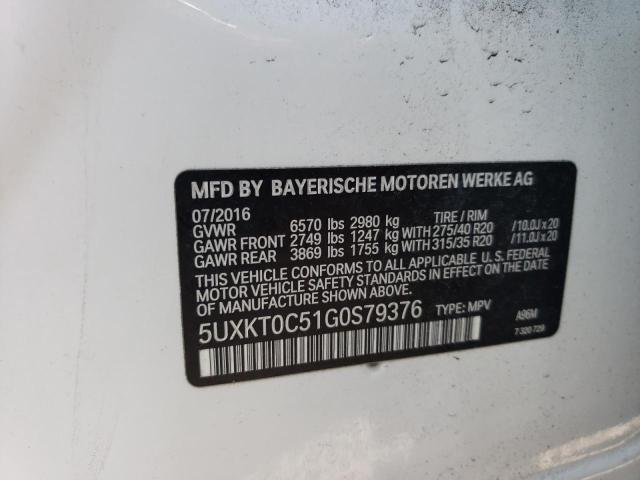 MFD BY BAYERISCHE MOTOREN WERKE AG
07/2016 TIRE / RIM
GVWR 6570 lbs 2980 kg
GAWR FRONT 2749 lbs 1247 kg WITH 275/40 R20 /10.0J x 20
GAWR REAR 3869 lbs 1755 kg WITH 315/35 R20 /11.0J x 20
THIS VEHICLE CONFORMS TO ALL APPLICABLE U.S. FEDERAL
MOTOR VEHICLE SAFETY STANDARDS IN EFFECT ON THE
DATE OF MANUFACTURE SHOWN ABOVE.
5UXKT0C51G0S79376 TYPE: MPV A96M
7 320 729